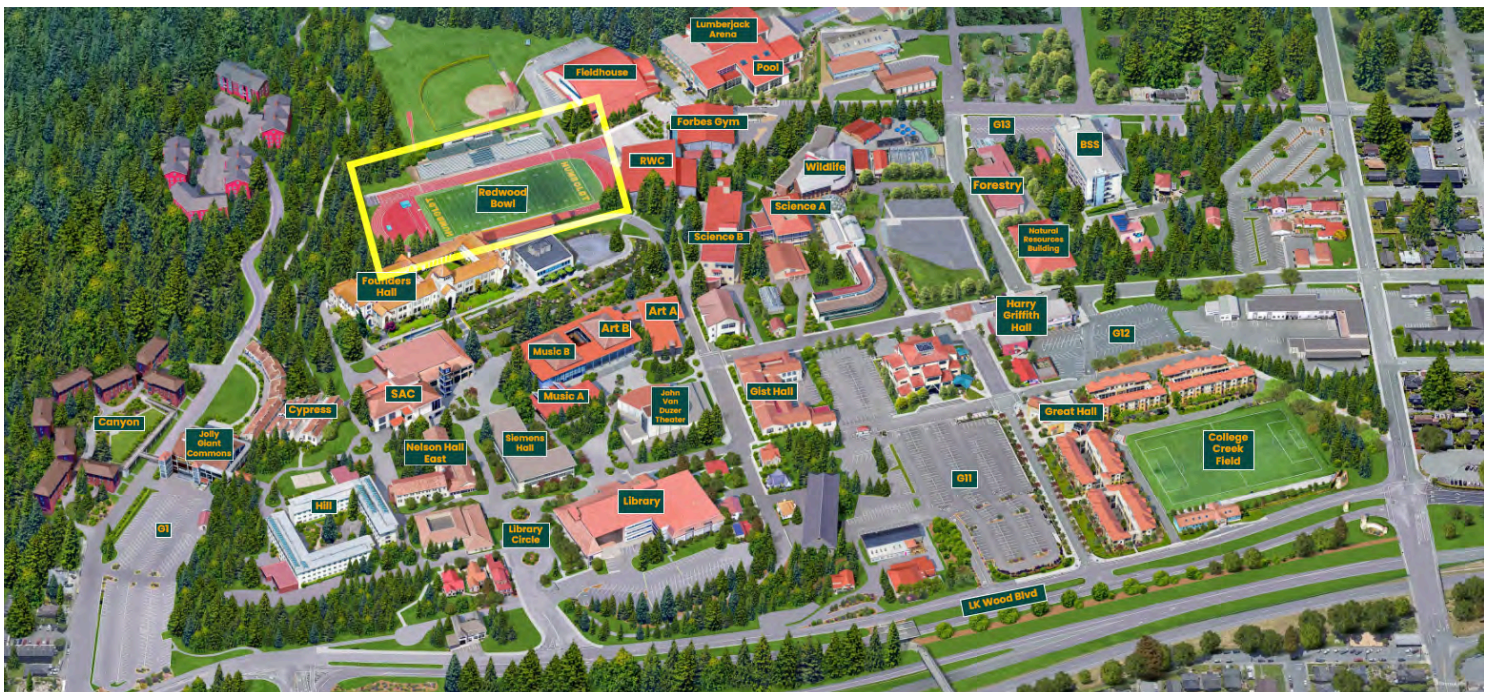 Lumberjack
Arena
Pool
Fieldhouse
Forbes Gym
G13
BSS
RWC
Wildlife
Forestry
Redwood
Bowl
HUMBOLDT
LUMBERJACKS
Science A
Science B
Natural
Resources
Building
Founders
Hall
Art A
Art B
Music B
Harry
Griffith
Hall
G12
SAC
Music A
John
Van
Duzer
Theater
Gist Hall
Canyon
Cypress
Great Hall
Jolly
Giant
Commons
Nelson Hall
East
Siemens
Hall
College
Creek
Field
G11
G1
Hill
Library
Library
Circle
LK Wood Blvd